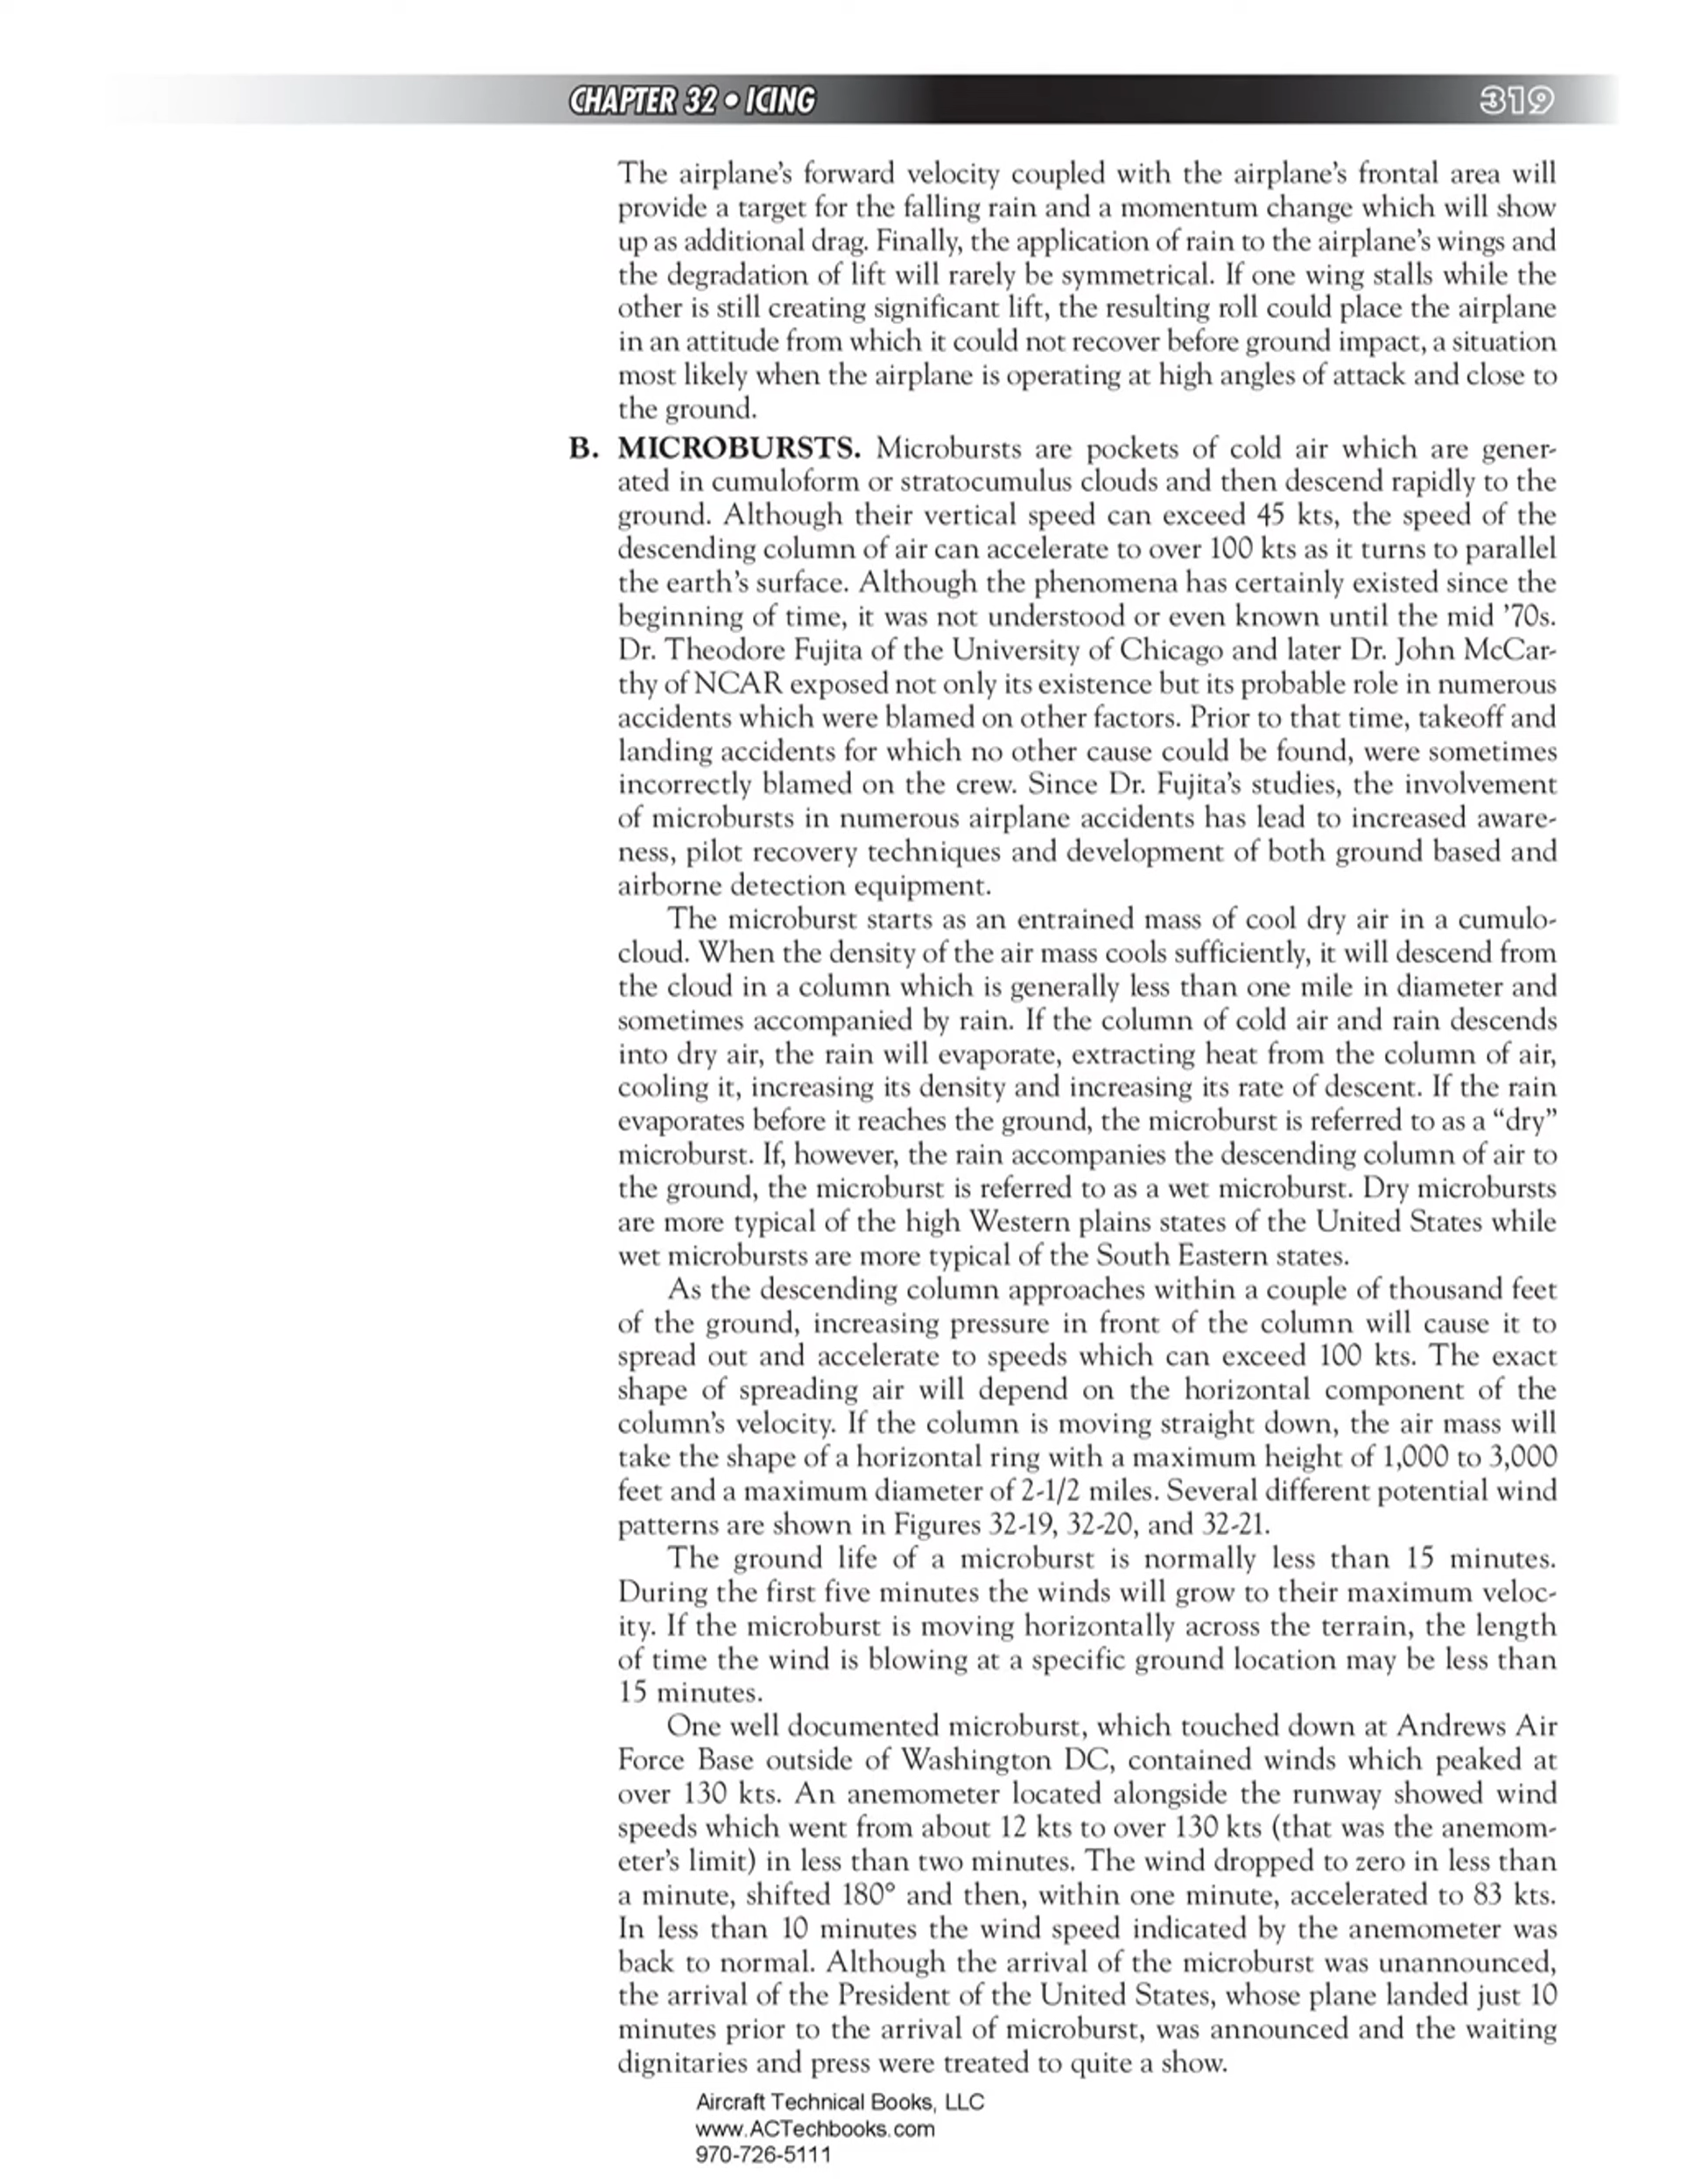 CHAPTER 32 • ICING 319
The airplane’s forward velocity coupled with the airplane’s frontal area will
provide a target for the falling rain and a momentum change which will show
up as additional drag. Finally, the application of rain to the airplane’s wings and
the degradation of lift will rarely be symmetrical. If one wing stalls while the
other is still creating significant lift, the resulting roll could place the airplane
in an attitude from which it could not recover before ground impact, a situation
most likely when the airplane is operating at high angles of attack and close to
the ground.
B. MICROBURSTS. Microbursts are pockets of cold air which are gener-
ated in cumuloform or stratocumulus clouds and then descend rapidly to the
ground. Although their vertical speed can exceed 45 kts, the speed of the
descending column of air can accelerate to over 100 kts as it turns to parallel
the earth’s surface. Although the phenomena has certainly existed since the
beginning of time, it was not understood or even known until the mid ’70s.
Dr. Theodore Fujita of the University of Chicago and later Dr. John McCar-
thy of NCAR exposed not only its existence but its probable role in numerous
accidents which were blamed on other factors. Prior to that time, takeoff and
landing accidents for which no other cause could be found, were sometimes
incorrectly blamed on the crew. Since Dr. Fujita’s studies, the involvement
of microbursts in numerous airplane accidents has lead to increased aware-
ness, pilot recovery techniques and development of both ground based and
airborne detection equipment.
The microburst starts as an entrained mass of cool dry air in a cumulo-
cloud. When the density of the air mass cools sufficiently, it will descend from
the cloud in a column which is generally less than one mile in diameter and
sometimes accompanied by rain. If the column of cold air and rain descends
into dry air, the rain will evaporate, extracting heat from the column of air,
cooling it, increasing its density and increasing its rate of descent. If the rain
evaporates before it reaches the ground, the microburst is referred to as a “dry”
microburst. If, however, the rain accompanies the descending column of air to
the ground, the microburst is referred to as a wet microburst. Dry microbursts
are more typical of the high Western plains states of the United States while
wet microbursts are more typical of the South Eastern states.
As the descending column approaches within a couple of thousand feet
of the ground, increasing pressure in front of the column will cause it to
spread out and accelerate to speeds which can exceed 100 kts. The exact
shape of spreading air will depend on the horizontal component of the
column’s velocity. If the column is moving straight down, the air mass will
take the shape of a horizontal ring with a maximum height of 1,000 to 3,000
feet and a maximum diameter of 2-1/2 miles. Several different potential wind
patterns are shown in Figures 32-19, 32-20, and 32-21.
The ground life of a microburst is normally less than 15 minutes.
During the first five minutes the winds will grow to their maximum veloc-
ity. If the microburst is moving horizontally across the terrain, the length
of time the wind is blowing at a specific ground location may be less than
15 minutes.
One well documented microburst, which touched down at Andrews Air
Force Base outside of Washington DC, contained winds which peaked at
over 130 kts. An anemometer located alongside the runway showed wind
speeds which went from about 12 kts to over 130 kts (that was the anemom-
eter’s limit) in less than two minutes. The wind dropped to zero in less than
a minute, shifted 180° and then, within one minute, accelerated to 83 kts.
In less than 10 minutes the wind speed indicated by the anemometer was
back to normal. Although the arrival of the microburst was unannounced,
the arrival of the President of the United States, whose plane landed just 10
minutes prior to the arrival of microburst, was announced and the waiting
dignitaries and press were treated to quite a show.
Aircraft Technical Books, LLC
www.ACTechbooks.com
970-726-5111